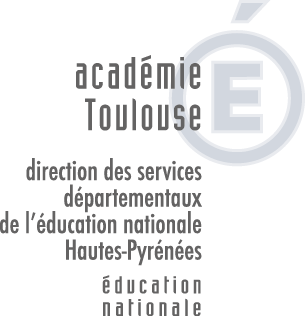 académie
Toulouse
É
direction des services
départementaux
de l'éducation nationale
Hautes-Pyrénées
éducation
nationale